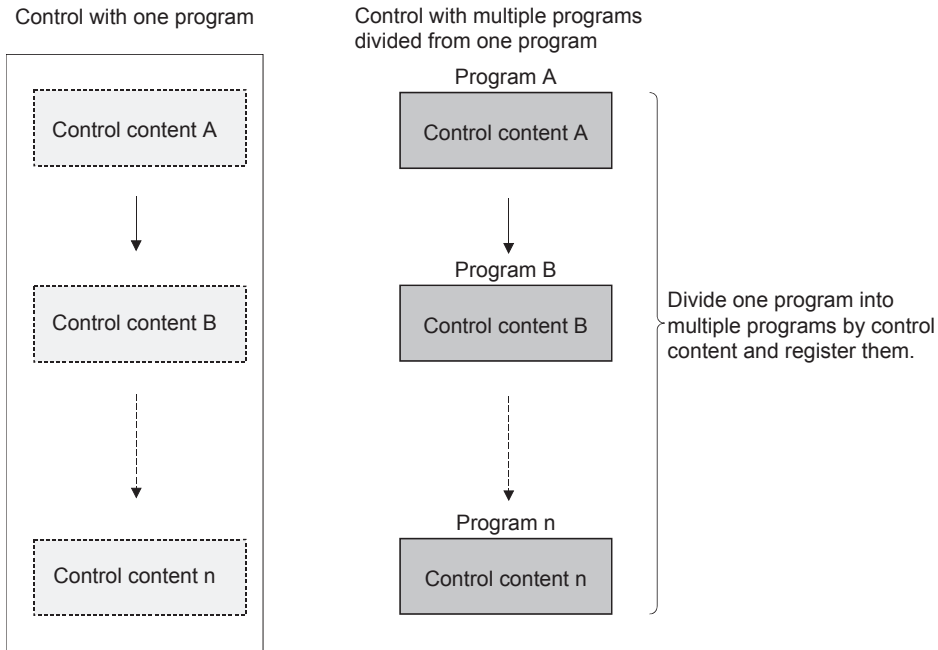 Control with one program
Control content A
Control content B
Control content n
Control with multiple programs
divided from one program
Program A
Control content A
Program B
Control content B
Program n
Control content n
Divide one program into
multiple programs by control
content and register them.